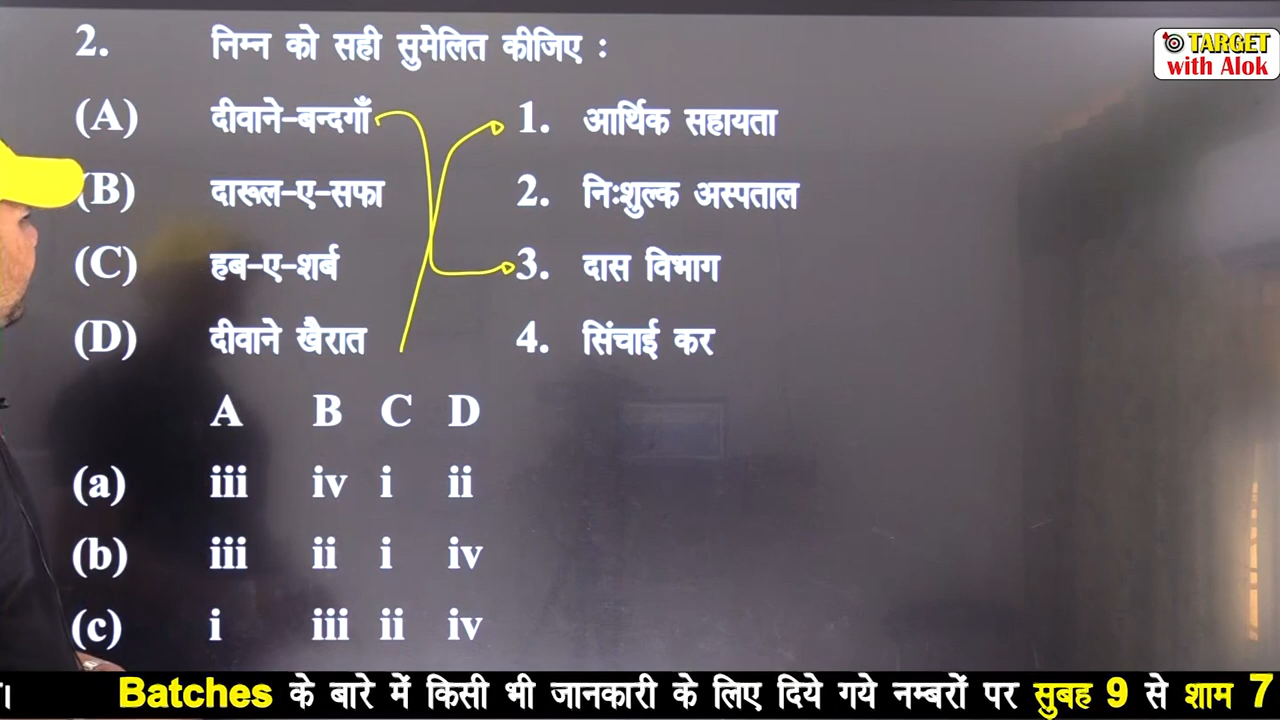 TARGET
with Alok
2. निम्न को सही सुमेलित कीजिए :
(A) दीवाने-बन्दगाँ 1. आर्थिक सहायता
(B) दारूल-ए-सफा 2. निःशुल्क अस्पताल
(C) हब-ए-शर्ब 3. दास विभाग
(D) दीवाने खैरात 4. सिंचाई कर
A B C D
(a) iii iv i ii
(b) iii ii i iv
(c) i iii ii iv
Batches के बारे में किसी भी जानकारी के लिए दिये गये नम्बरों पर सुबह 9 से शाम 7